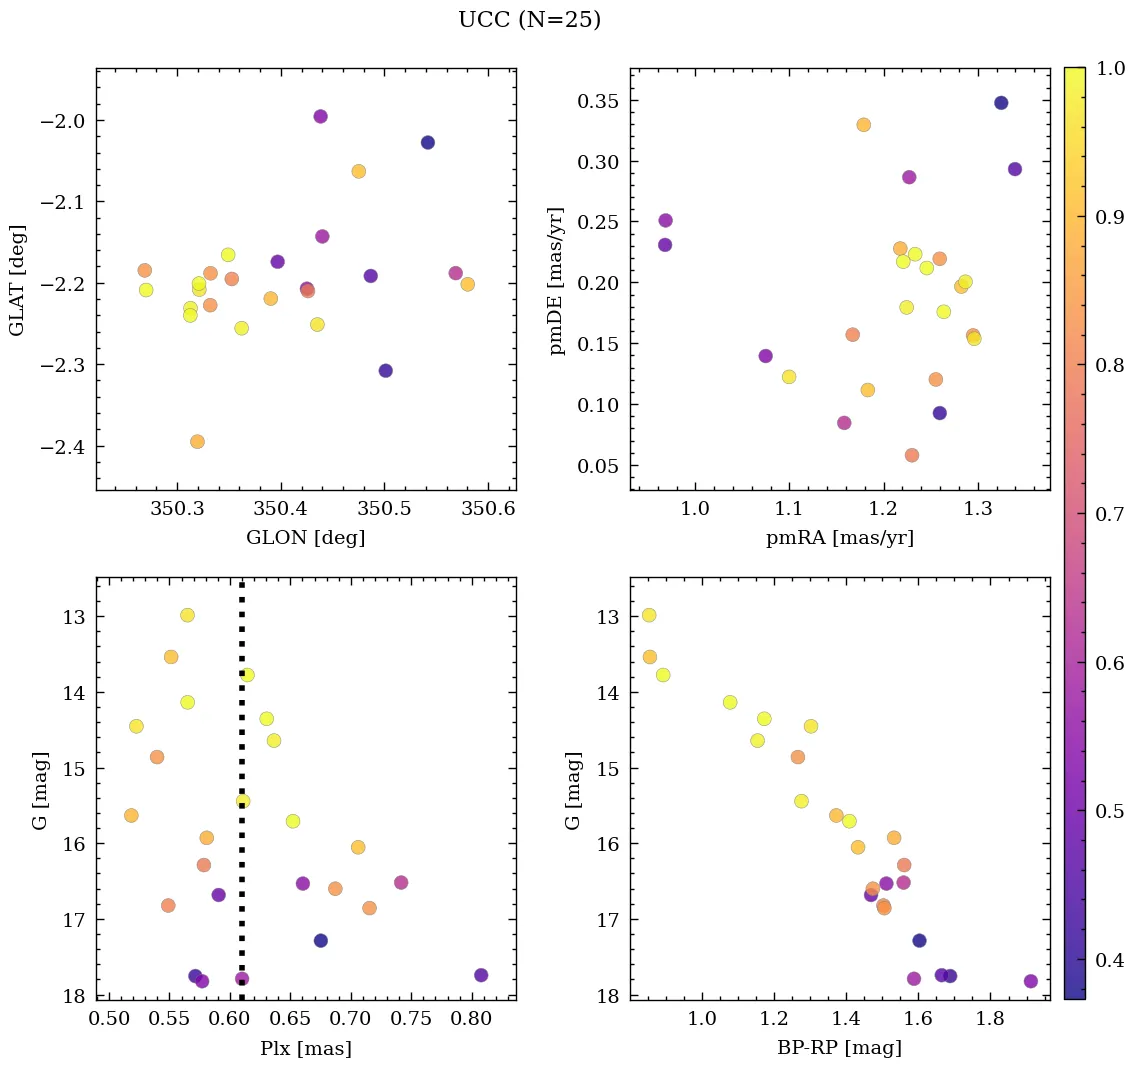 UCC (N=25)
−2.0
−2.1
−2.2
−2.3
−2.4
GLAT [deg]
350.3 350.4 350.5 350.6
GLON [deg]
0.35
0.30
0.25
0.20
0.15
0.10
0.05
pmDE [mas/yr]
1.0 1.1 1.2 1.3
pmRA [mas/yr]
13
14
15
16
17
18
G [mag]
0.50 0.55 0.60 0.65 0.70 0.75 0.80
Plx [mas]
13
14
15
16
17
18
G [mag]
1.0 1.2 1.4 1.6 1.8
BP-RP [mag]
1.0
0.9
0.8
0.7
0.6
0.5
0.4